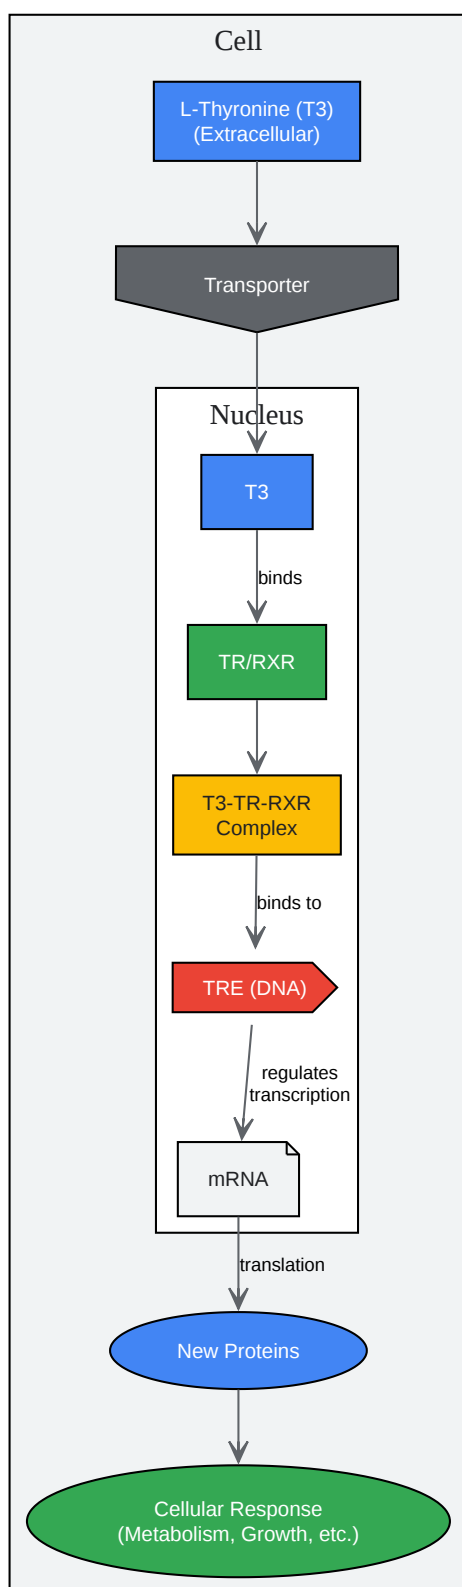 Cell
L-Thyronine (T3)
(Extracellular)
Transporter
Nucleus
T3
binds
TR/RXR
T3-TR-RXR
Complex
binds to
TRE (DNA)
regulates
transcription
mRNA
translation
New Proteins
Cellular Response
(Metabolism, Growth, etc.)